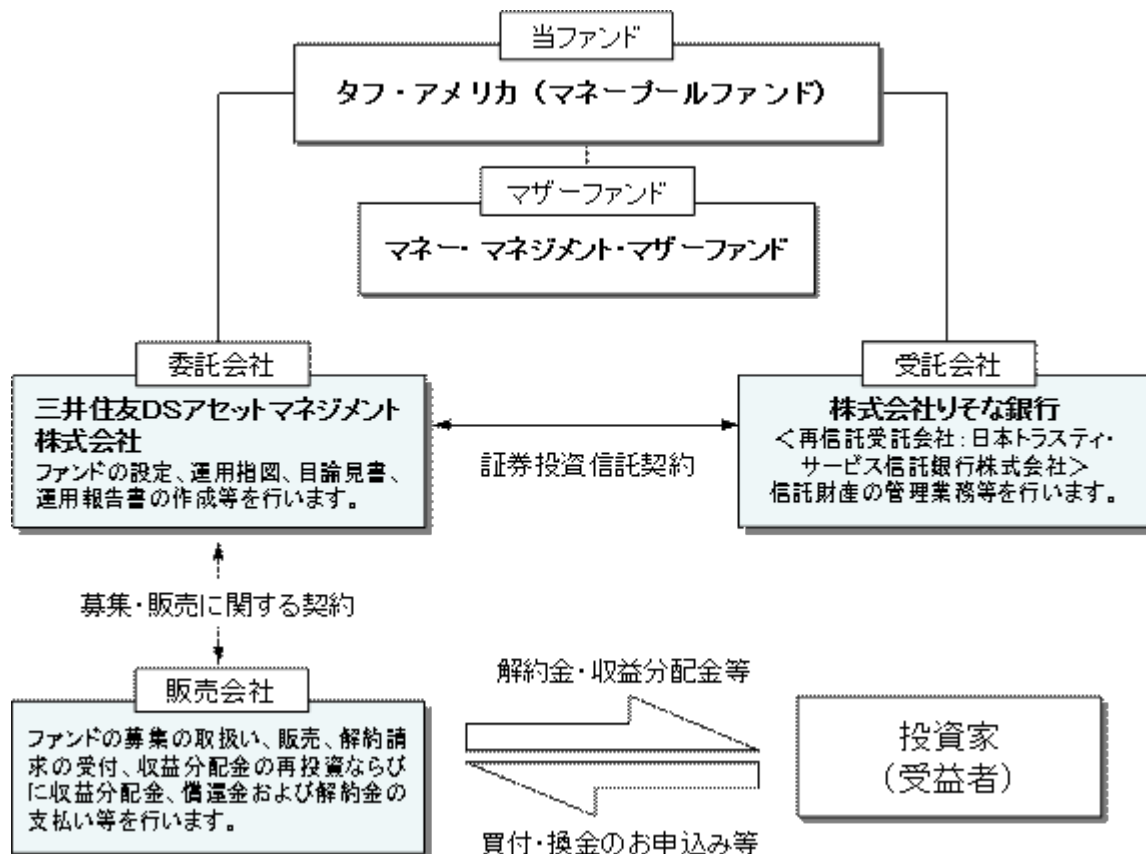 当ファンド
タフ・アメリカ（マネープールファンド）
マザーファンド
マネー・マネジメント・マザーファンド
委託会社
三井住友DSアセットマネジメント
株式会社
ファンドの設定、運用指図、目論見書、
運用報告書の作成等を行います。
証券投資信託契約
受託会社
株式会社りそな銀行
＜再信託受託会社：日本トラスティ・
サービス信託銀行株式会社＞
信託財産の管理業務等を行います。
募集・販売に関する契約
販売会社
ファンドの募集の取扱い、販売、解約請
求の受付、収益分配金の再投資ならび
に収益分配金、償還金および解約金の
支払い等を行います。
解約金・収益分配金等
買付・換金のお申込み等
投資家
（受益者）